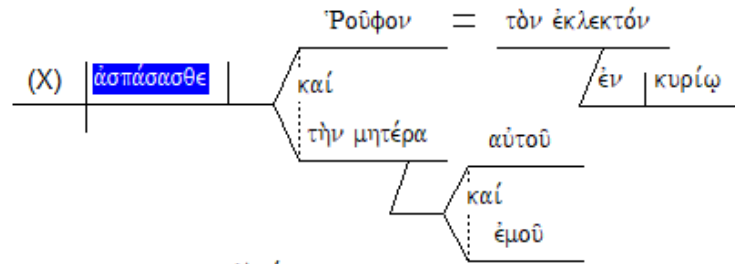 Ῥοῦφον = τὸν ἐκλεκτόν
(X) ἀσπάσασθε καί ἐν κυρίῳ
τὴν μητέρα αὐτοῦ
καί
ἐμοῦ